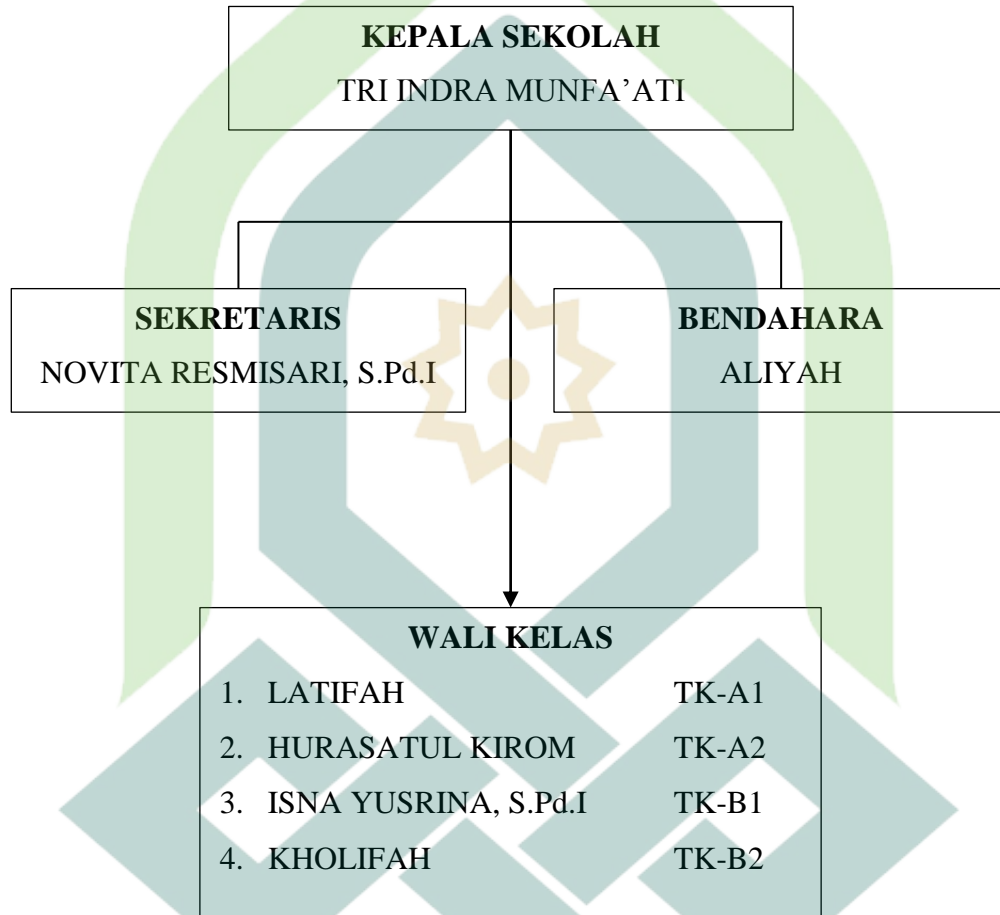 KEPALA SEKOLAH
TRI INDRA MUNFA’ATI
SEKRETARIS
NOVITA RESMISARI, S.Pd.I
BENDAHARA
ALIYAH
WALI KELAS
1. LATIFAH TK-A1
2. HURASATUL KIROM TK-A2
3. ISNA YUSRINA, S.Pd.I TK-B1
4. KHOLIFAH TK-B2